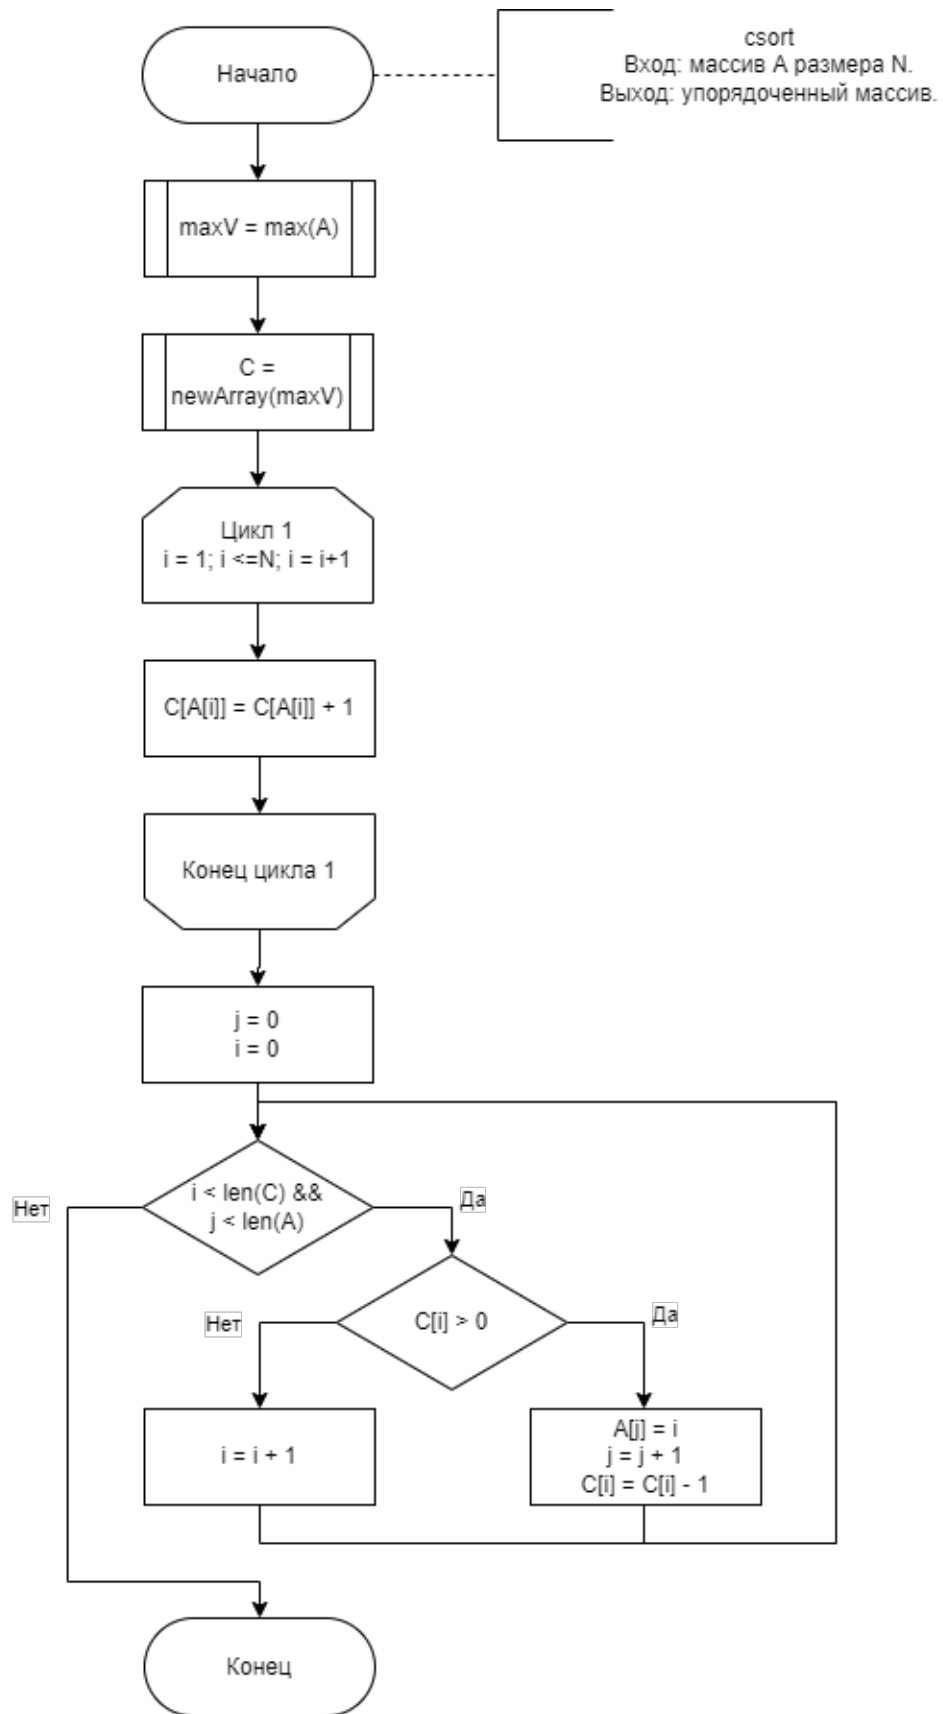 Начало
csort
Вход: массив A размера N.
Выход: упорядоченный массив.
maxV = max(A)
C =
newArray(maxV)
Цикл 1
i = 1; i <=N; i = i+1
C[A[i]] = C[A[i]] + 1
Конец цикла 1
j = 0
i = 0
i < len(C) &&
j < len(A)
Нет
Да
C[i] > 0
Нет
Да
i = i + 1
A[j] = i
j = j + 1
C[i] = C[i] - 1
Конец